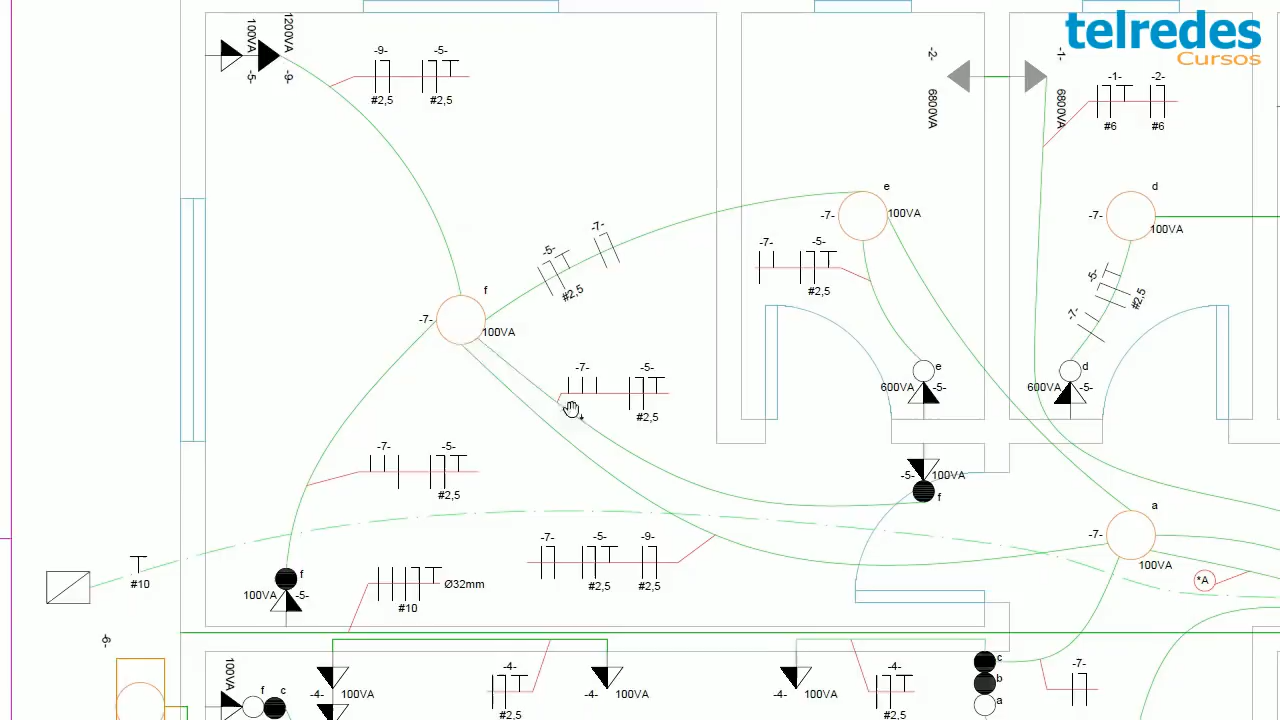 telredes
Cursos
100VA
1200VA
-5-
-9-
-9-
-5-
#2,5
#2,5
-2-
6800VA
-1-
6800VA
-1-
-2-
#6
#6
e
-7-
100VA
d
-7-
100VA
-5-
-7-
#2,5
-7-
-5-
#2,5
-5-
#2,5
-7-
f
-7-
100VA
-7-
-5-
#2,5
e
600VA
-5-
d
600VA
-5-
-7-
-5-
#2,5
-5-
100VA
f
a
-7-
100VA
*A
-7-
-5-
-9-
#2,5
#2,5
#10
f
100VA
-5-
#10
Ø32mm
-6-
100VA
f
c
-4-
100VA
-4-
#2,5
-4-
100VA
-4-
100VA
-4-
#2,5
c
b
a
-7-
#2,5